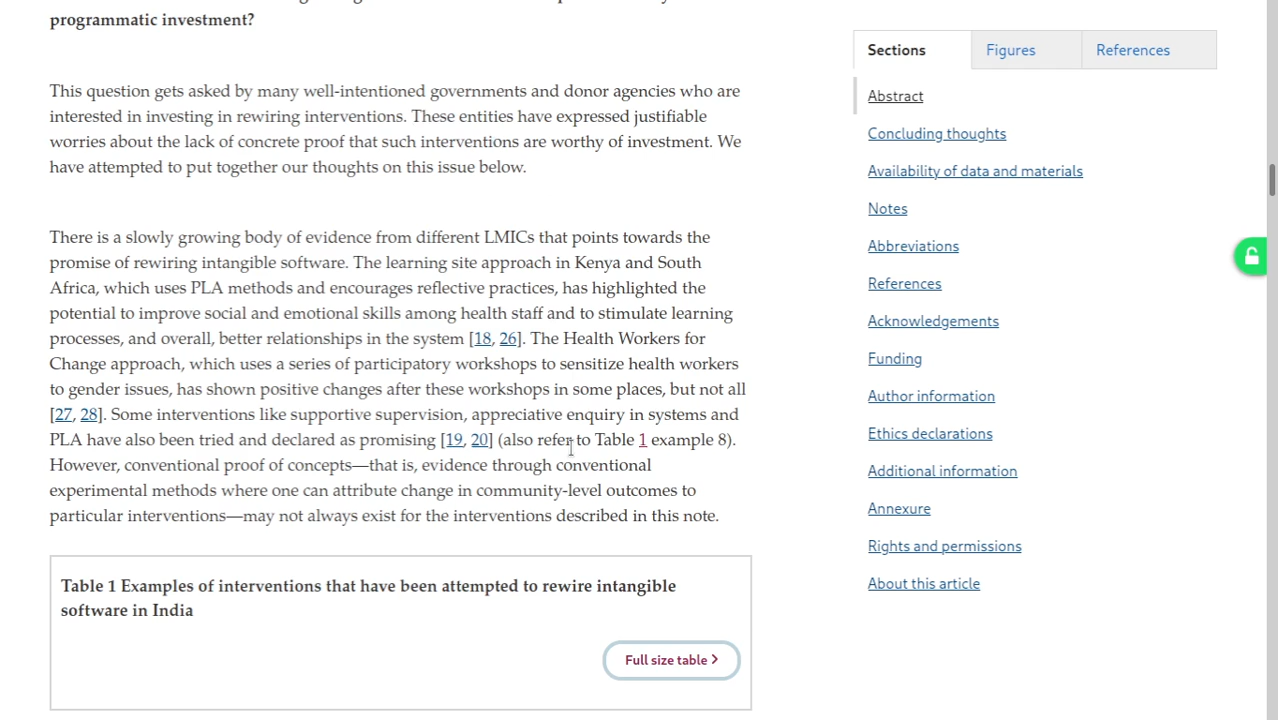 programmatic investment?
This question gets asked by many well-intentioned governments and donor agencies who are
interested in investing in rewiring interventions. These entities have expressed justifiable
worries about the lack of concrete proof that such interventions are worthy of investment. We
have attempted to put together our thoughts on this issue below.
There is a slowly growing body of evidence from different LMICs that points towards the
promise of rewiring intangible software. The learning site approach in Kenya and South
Africa, which uses PLA methods and encourages reflective practices, has highlighted the
potential to improve social and emotional skills among health staff and to stimulate learning
processes, and overall, better relationships in the system [18, 26]. The Health Workers for
Change approach, which uses a series of participatory workshops to sensitize health workers
to gender issues, has shown positive changes after these workshops in some places, but not all
[27, 28]. Some interventions like supportive supervision, appreciative enquiry in systems and
PLA have also been tried and declared as promising [19, 20] (also refer to Table 1 example 8).
However, conventional proof of concepts—that is, evidence through conventional
experimental methods where one can attribute change in community-level outcomes to
particular interventions—may not always exist for the interventions described in this note.
Table 1 Examples of interventions that have been attempted to rewire intangible
software in India
Full size table
Sections
Figures
References
Abstract
Concluding thoughts
Availability of data and materials
Notes
Abbreviations
References
Acknowledgements
Funding
Author information
Ethics declarations
Additional information
Annexure
Rights and permissions
About this article